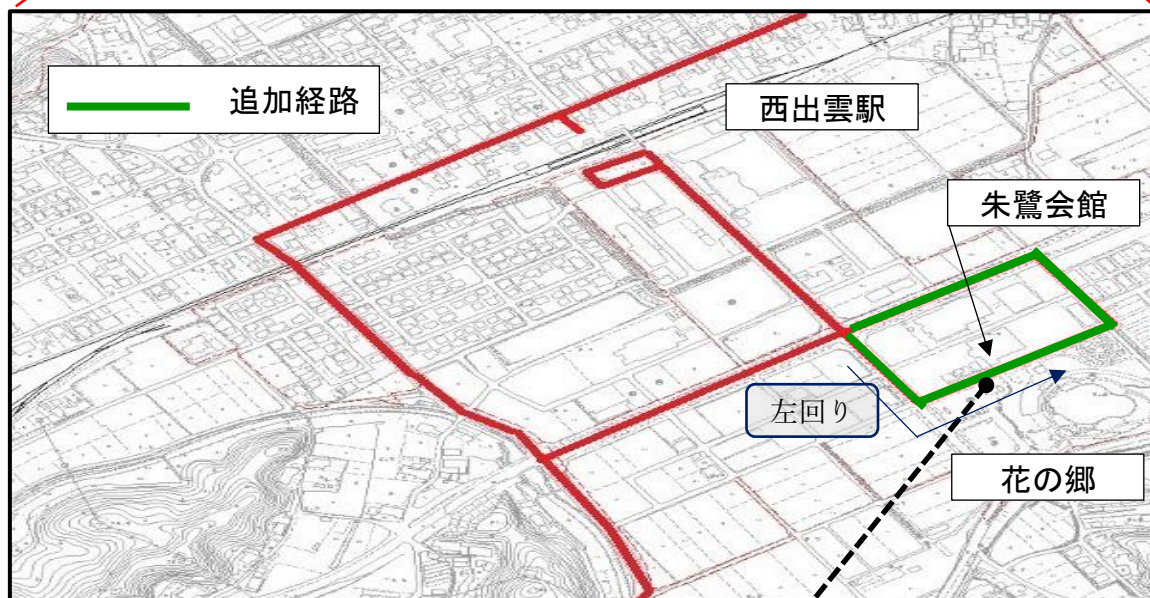 追加経路
西出雲駅
朱鷺会館
左回り
花の郷